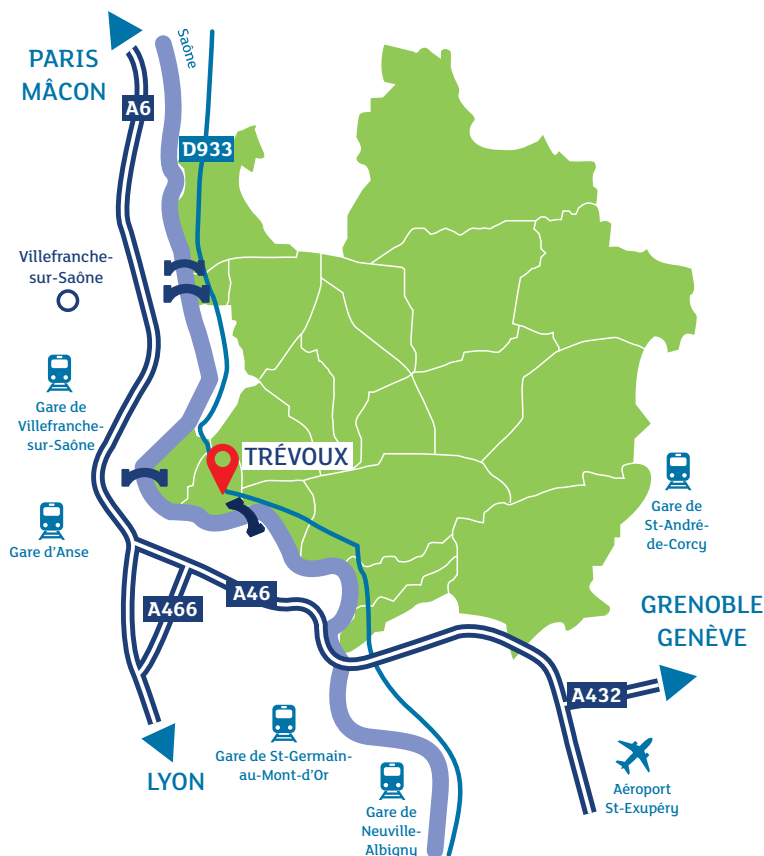 Saône
PARIS
MÂCON
A6
D933
Villefranche-
sur-Saône
Gare de
Villefranche-
sur-Saône
TRÉVOUX
Gare d'Anse
Gare de
St-André-
de-Corcy
A466
A46
GRENOBLE
GENÈVE
A432
LYON
Gare de St-Germain-
au-Mont-d'Or
Gare de
Neuville-
Albigny
Aéroport
St-Exupéry